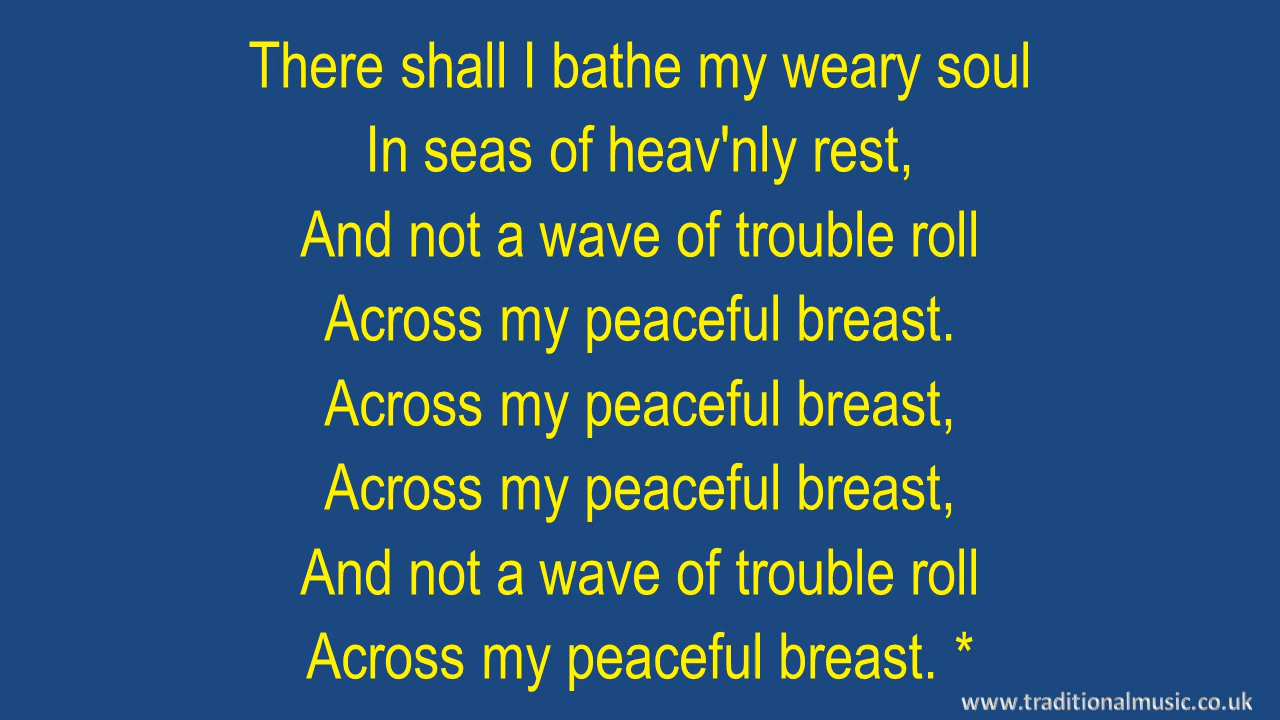 There shall I bathe my weary soul
In seas of heav'nly rest,
And not a wave of trouble roll
Across my peaceful breast.
Across my peaceful breast,
Across my peaceful breast,
And not a wave of trouble roll
Across my peaceful breast. *
www.traditionalmusic.co.uk